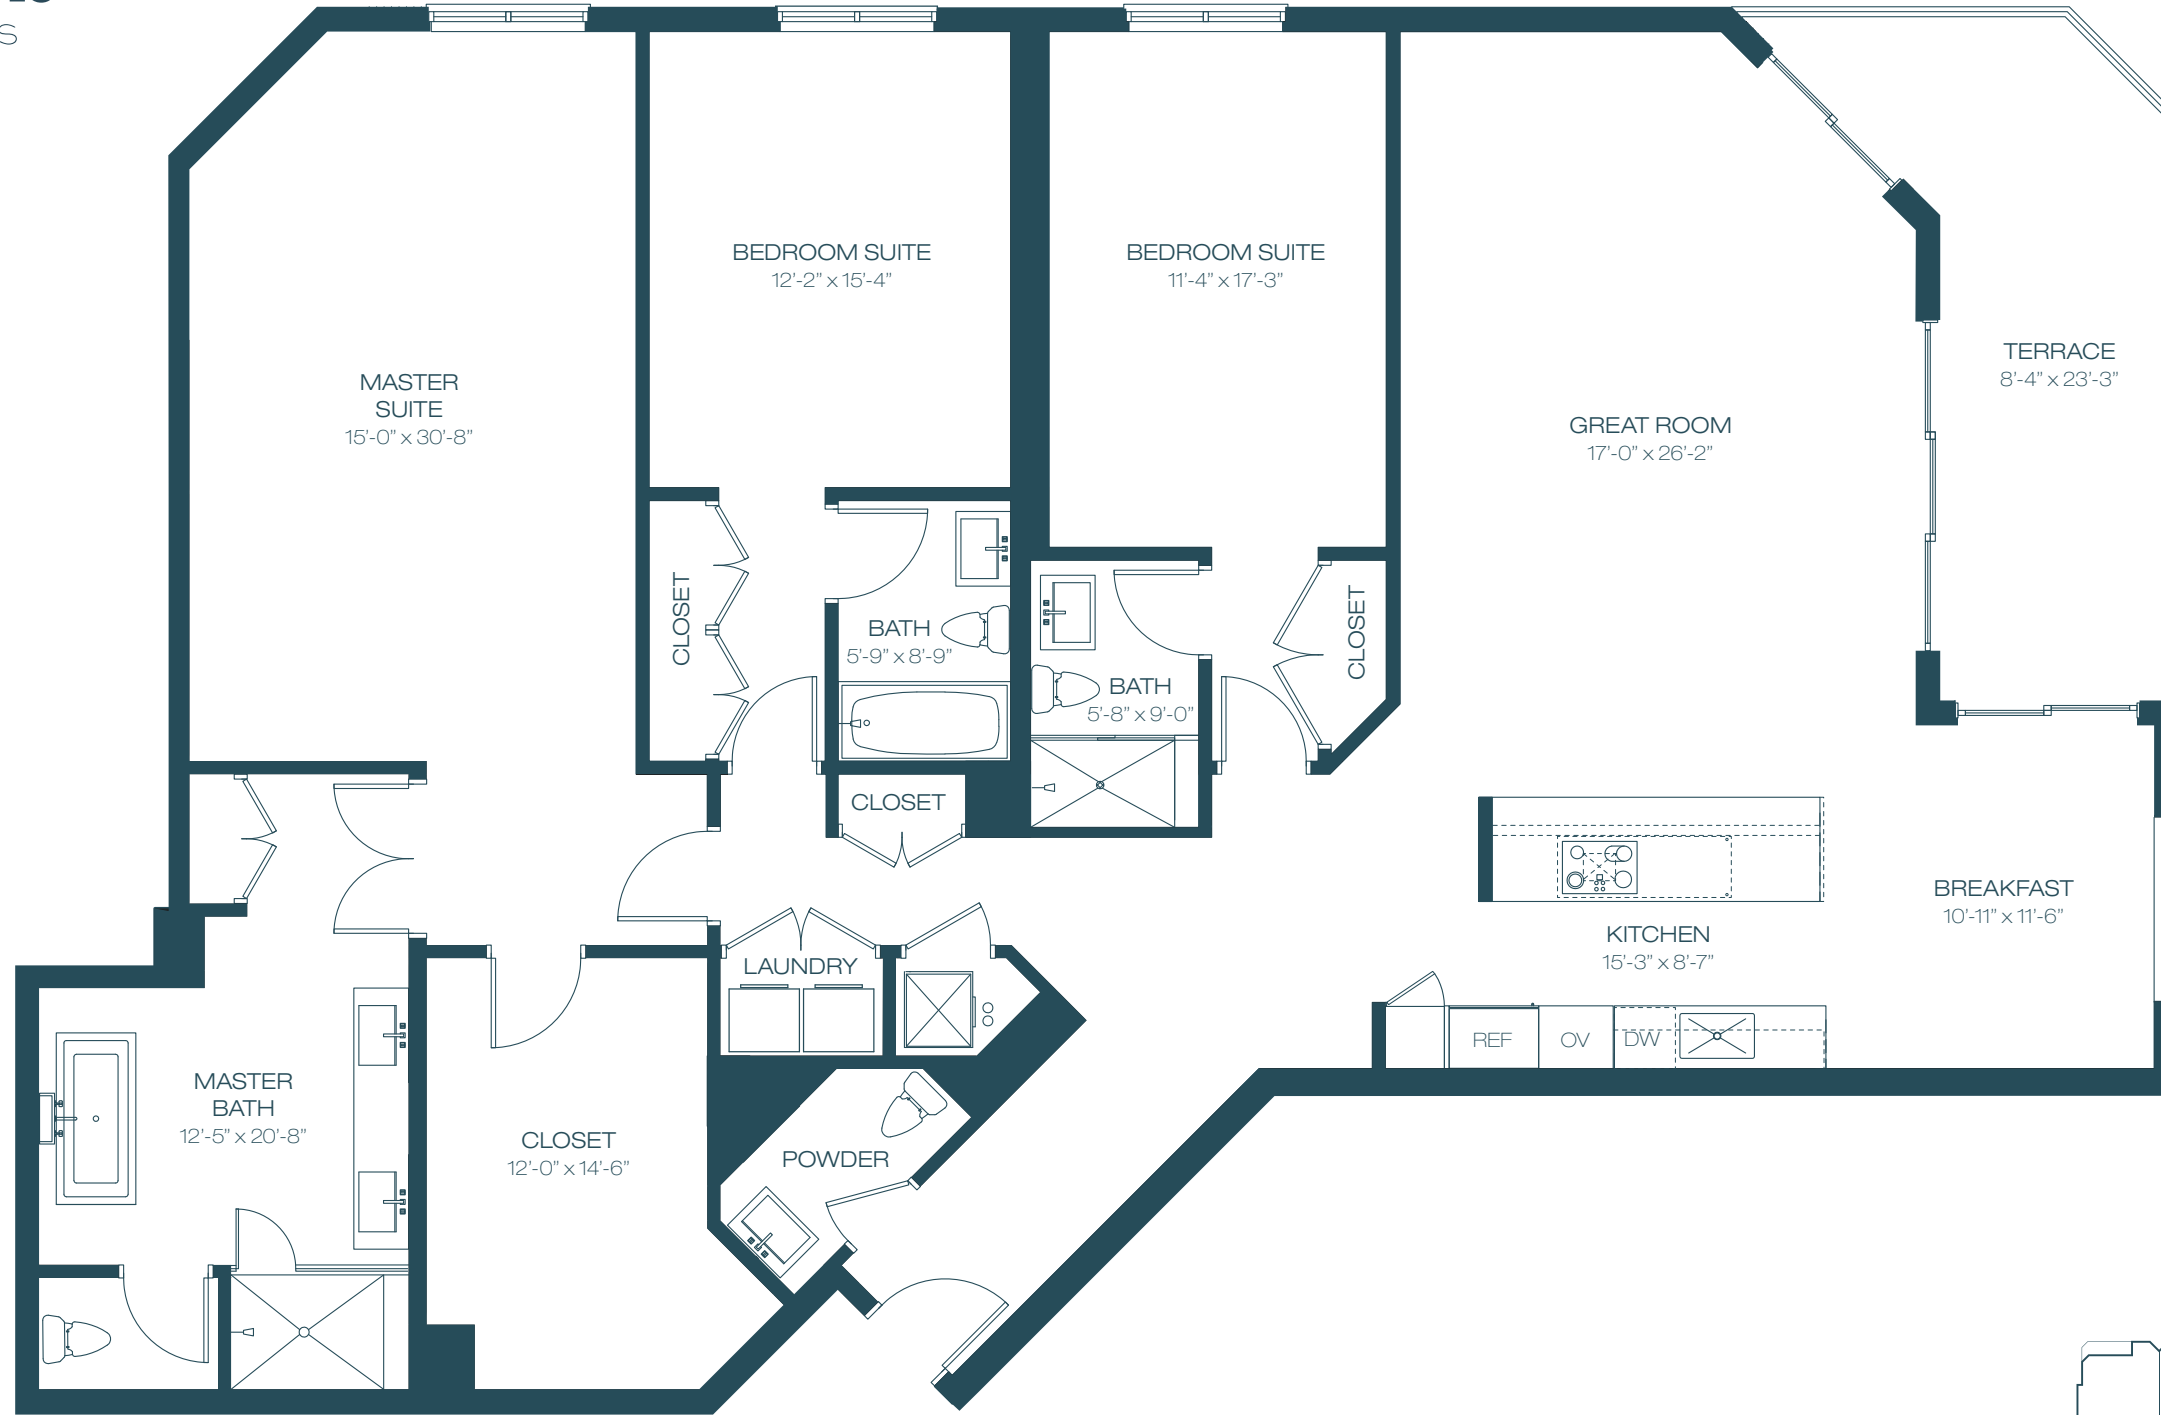 S
BEDROOM SUITE
12'-2" x 15'-4"
BEDROOM SUITE
11'-4" x 17'-3"
TERRACE
8'-4" x 23'-3"
MASTER
SUITE
15'-0" x 30'-8"
GREAT ROOM
17'-0" x 26'-2"
CLOSET
BATH
5'-9" x 8'-9"
BATH
5'-8" x 9'-0"
CLOSET
CLOSET
BREAKFAST
10'-11" x 11'-6"
KITCHEN
15'-3" x 8'-7"
LAUNDRY
REF
OV
DW
MASTER
BATH
12'-5" x 20'-8"
CLOSET
12'-0" x 14'-6"
POWDER